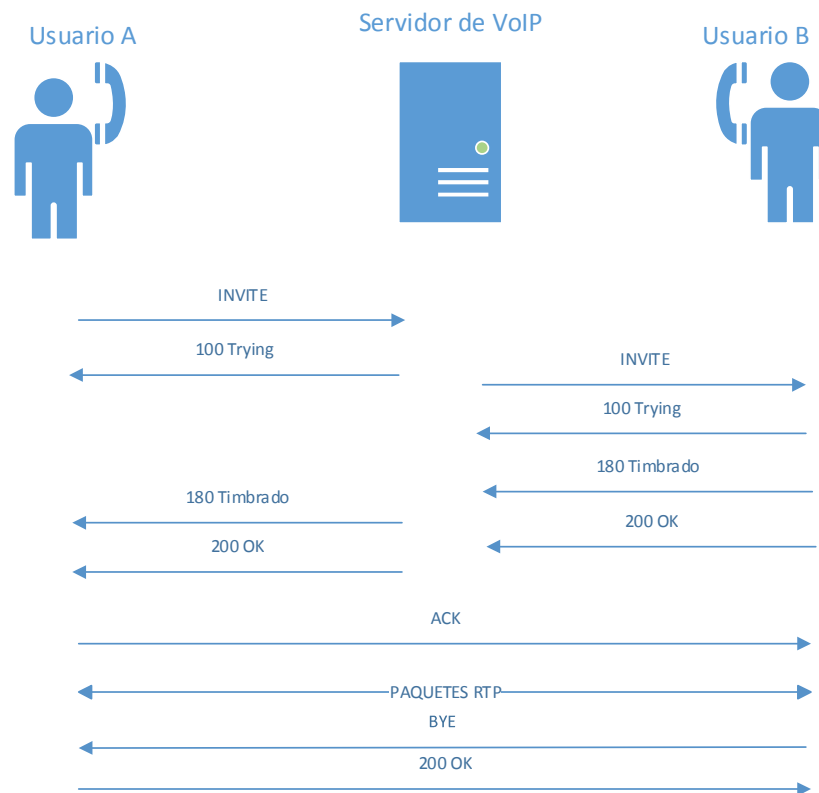 Usuario A
Servidor de VoIP
Usuario B
INVITE
100 Trying
INVITE
100 Trying
180 Timbrado
180 Timbrado
200 OK
200 OK
ACK
PAQUETES RTP
BYE
200 OK